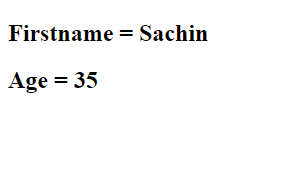 Firstname = Sachin
Age = 35